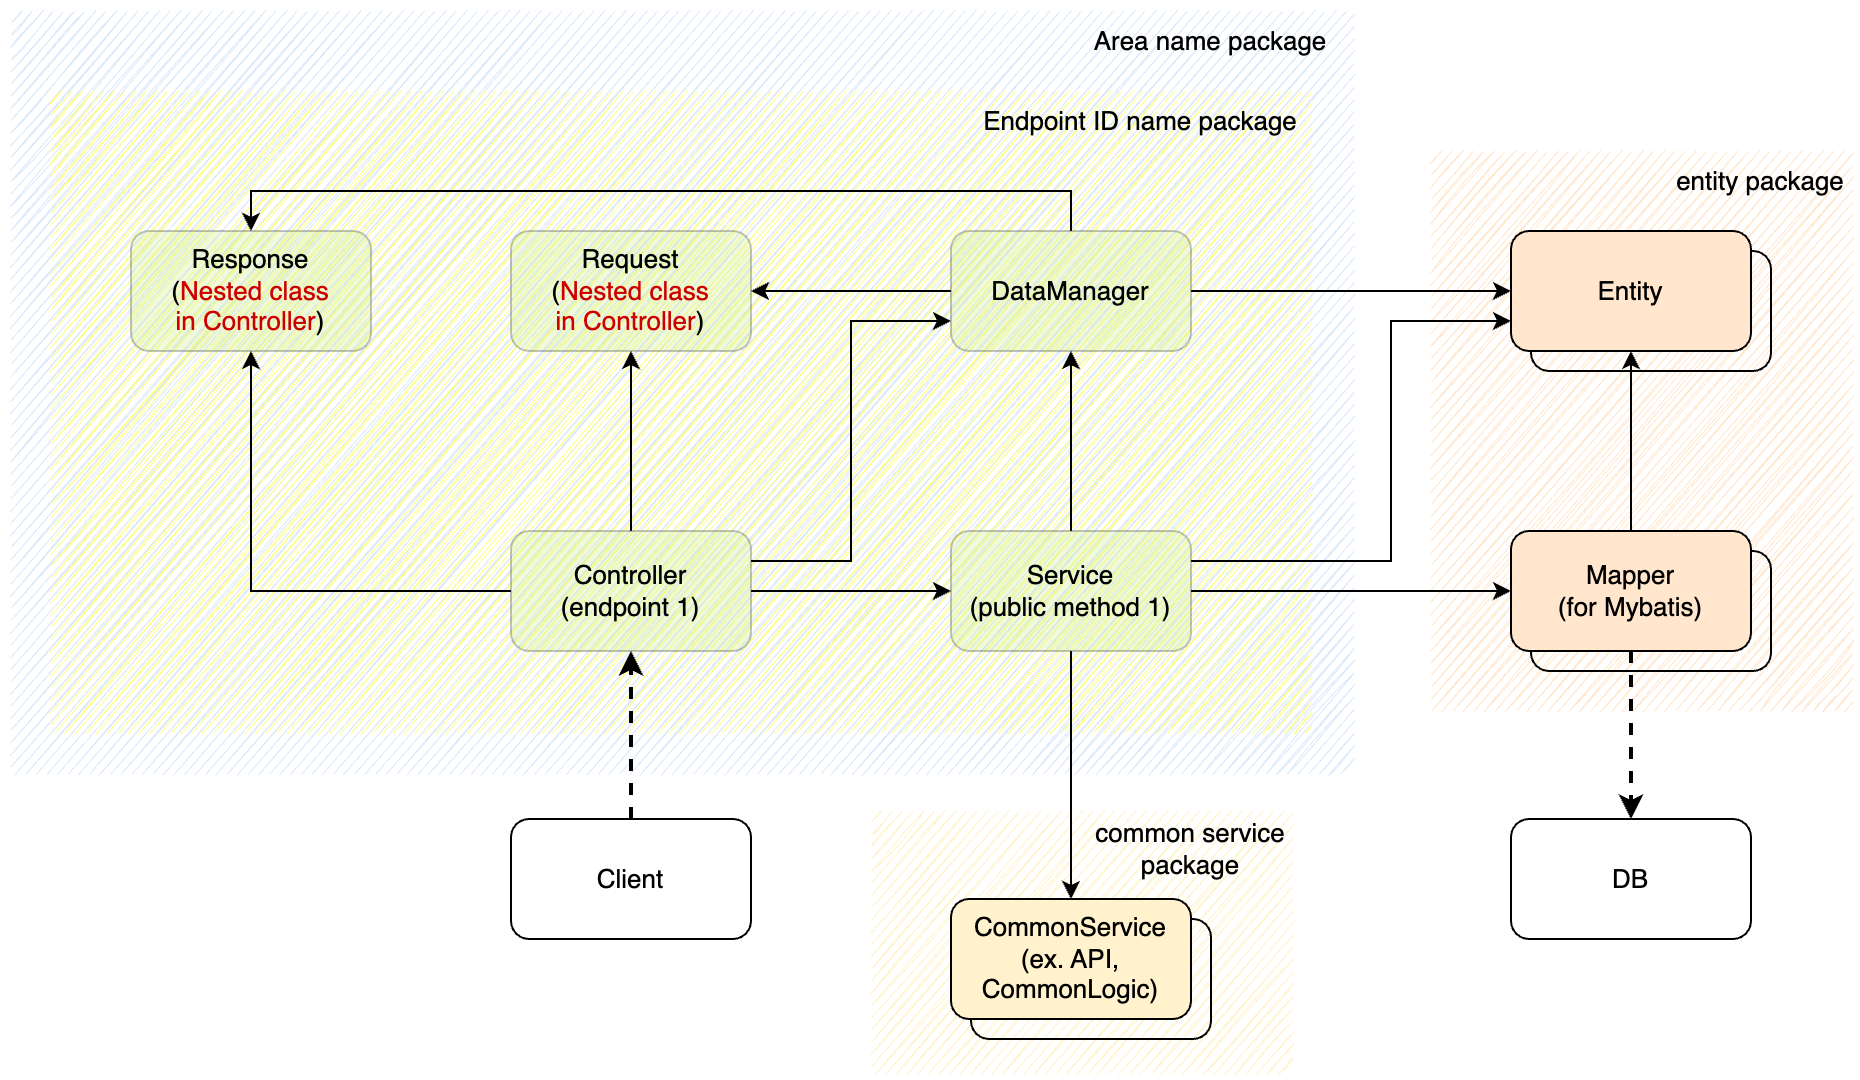 Area name package
Endpoint ID name package
entity package
Response
(Nested class
in Controller)
Request
(Nested class
in Controller)
DataManager
Entity
Controller
(endpoint 1)
Service
(public method 1)
Mapper
(for Mybatis)
Client
common service
package
DB
CommonService
(ex. API,
CommonLogic)